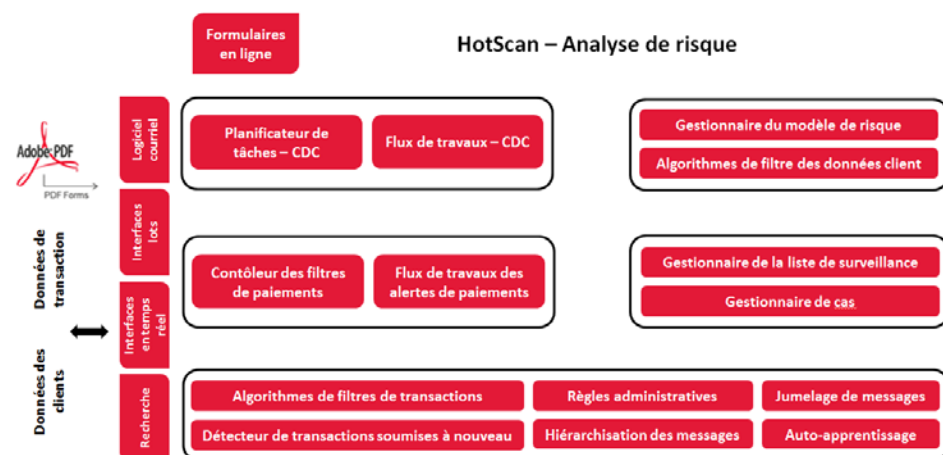 Formulaires
en ligne
HotScan – Analyse de risque
Adobe PDF
PDF Forms
Données de
transaction
Données des
clients
Logiciel
courriel
Interfaces
lots
Interfaces
en temps
réel
Recherche
Planificateur de
tâches – CDC
Flux de travaux – CDC
Gestionnaire du modèle de risque
Algorithmes de filtre des données client
Contôleur des filtres
de paiements
Flux de travaux des
alertes de paiements
Gestionnaire de la liste de surveillance
Gestionnaire de cas
Algorithmes de filtres de transactions
Règles administratives
Jumelage de messages
Détecteur de transactions soumises à nouveau
Hiérarchisation des messages
Auto-apprentissage